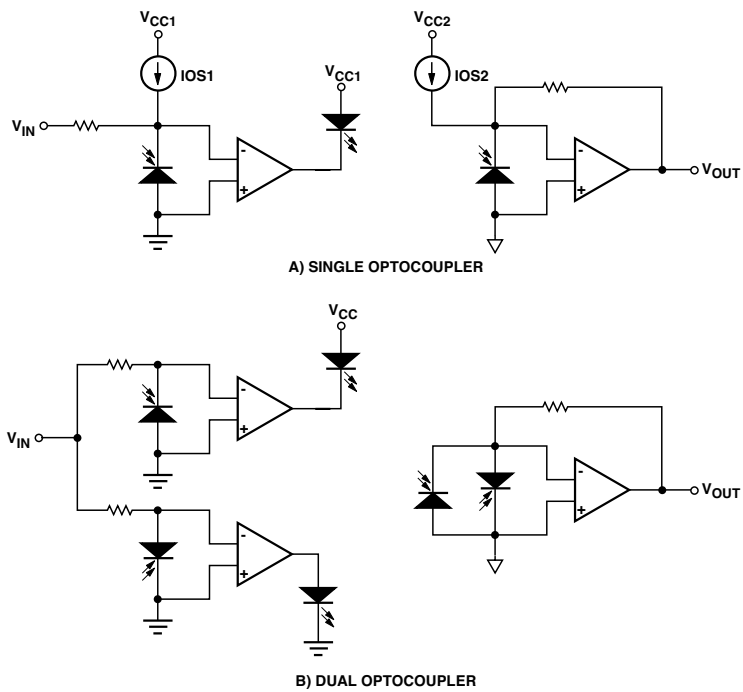 VCC1
IOS1
VIN
-
+
VCC1
VCC2
IOS2
-
+
VOUT
A) SINGLE OPTOCOUPLER
VCC
-
+
VIN
-
+
-
+
VOUT
B) DUAL OPTOCOUPLER